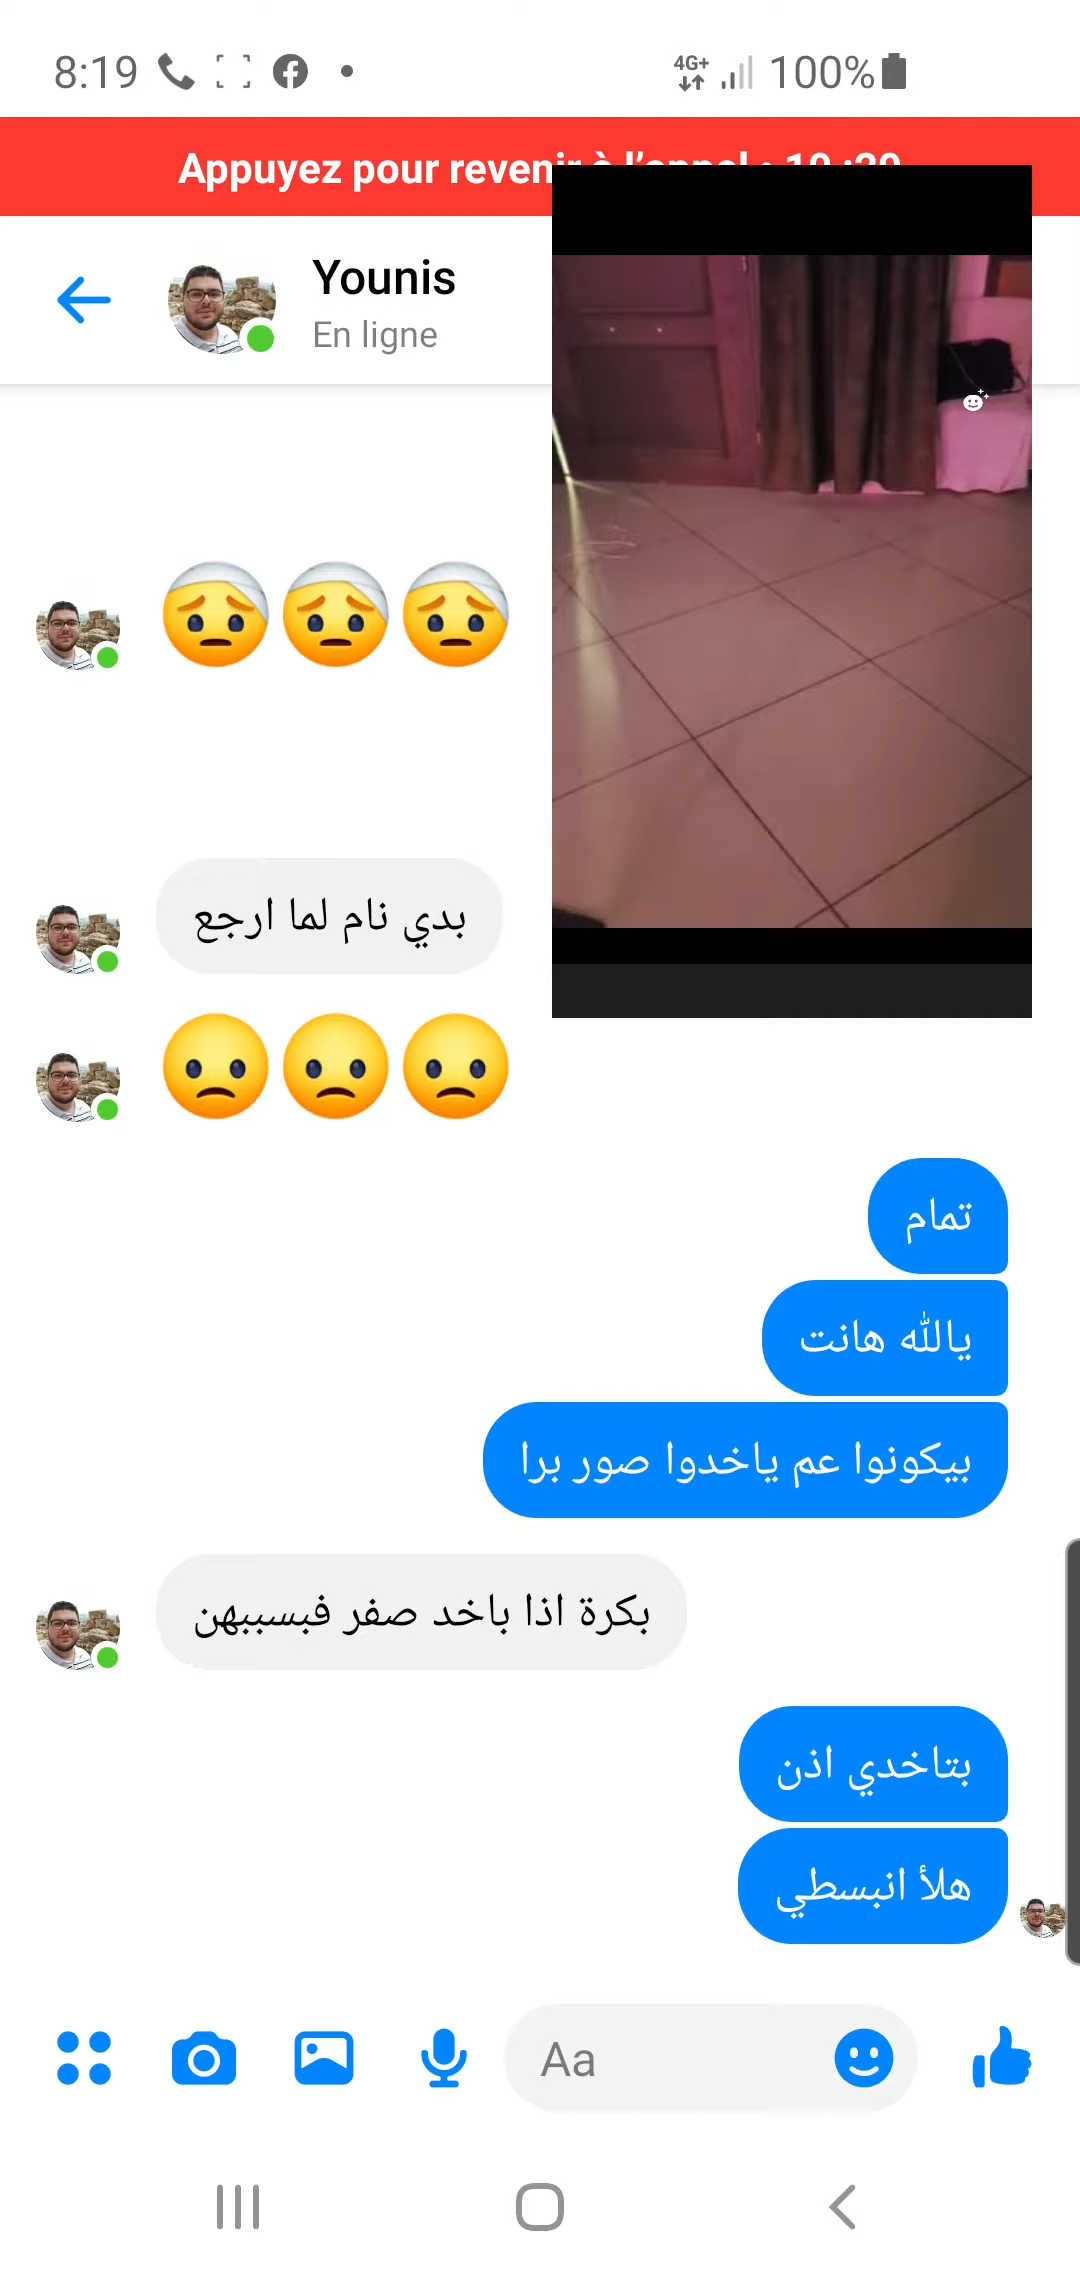 8:19
4G+ 100%
Appuyez pour revenir à l'appel •
Younis
En ligne
بدي نام لما ارجع
تمام
يالله هانت
بيكونوا عم ياخدوا صور برا
بكرة اذا باخد صفر فبسببهن
بتاخدي اذن
هلأ انبسطي
Aa